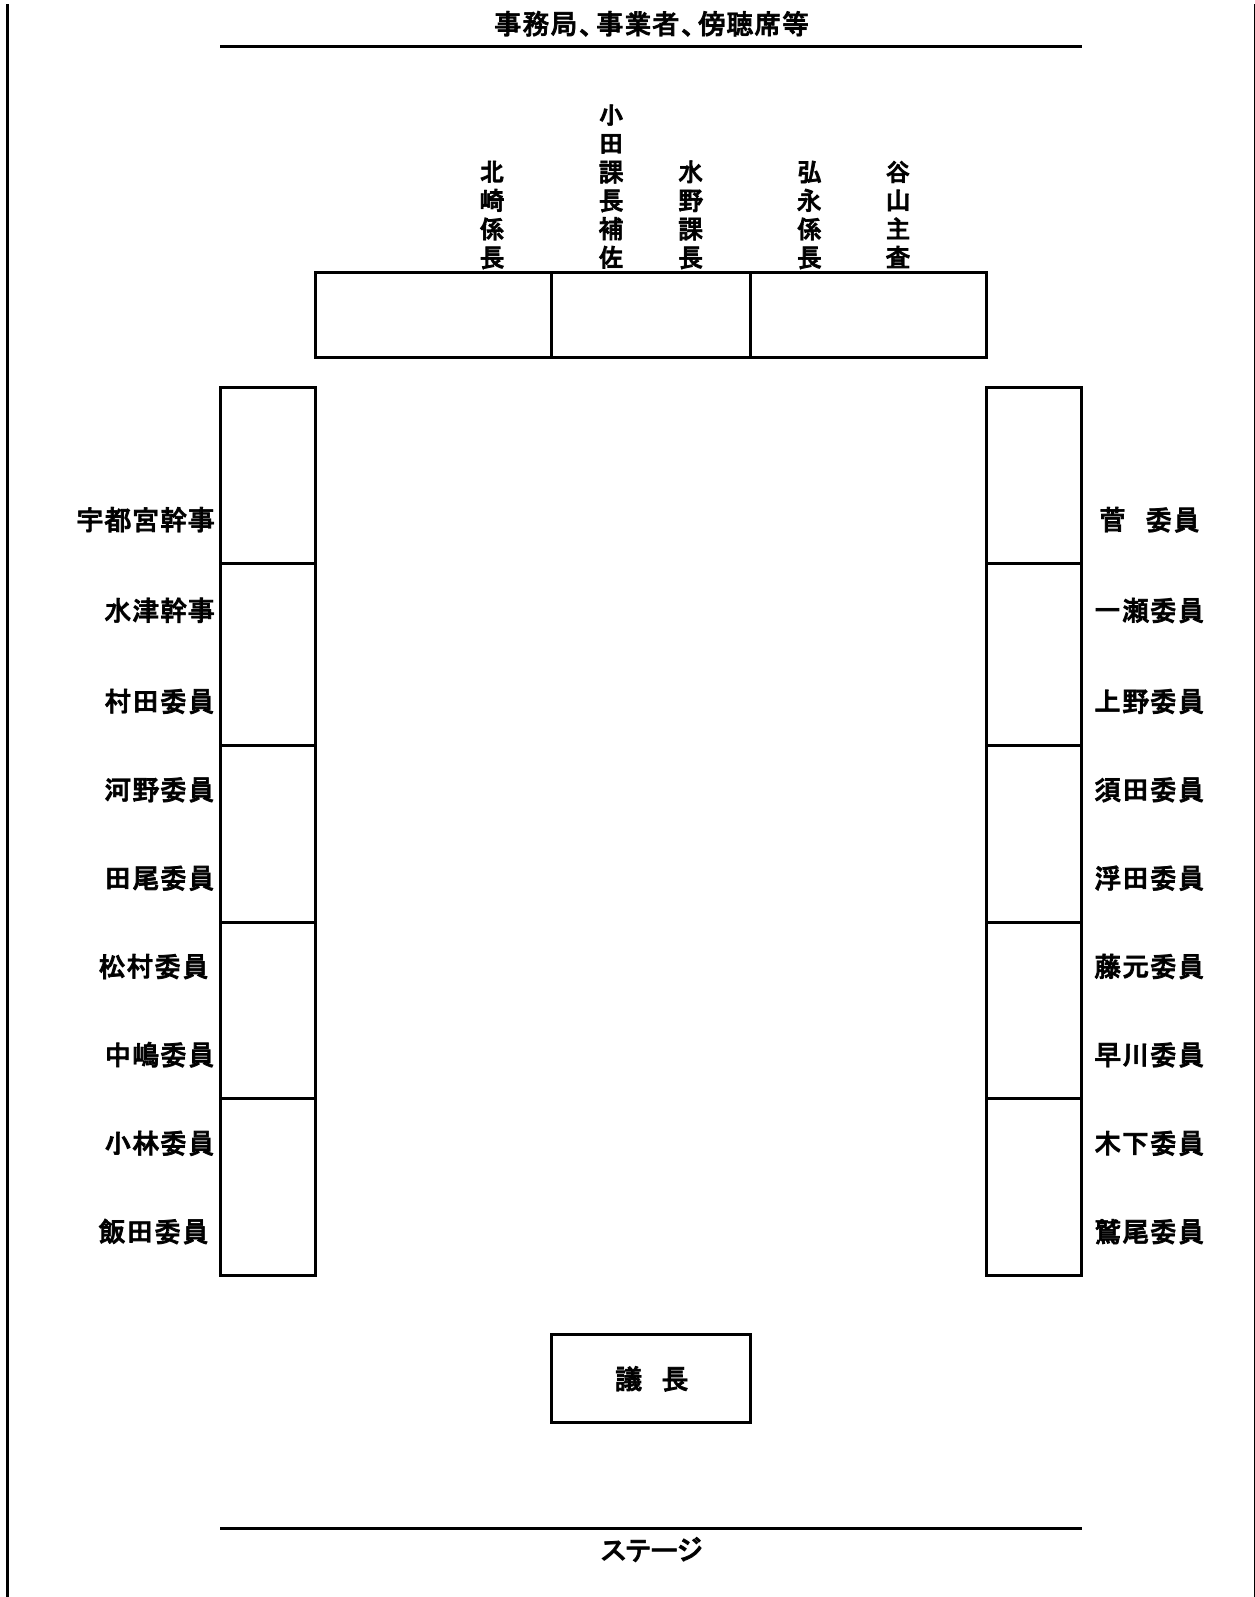 事務局、事業者、傍聴席等
北崎係長
小田課長補佐
水野課長
弘永係長
谷山主査
宇都宮幹事
菅 委員
水津幹事
一瀬委員
村田委員
上野委員
河野委員
須田委員
田尾委員
浮田委員
松村委員
藤元委員
中嶋委員
早川委員
小林委員
木下委員
飯田委員
鷲尾委員
議 長
ステージ